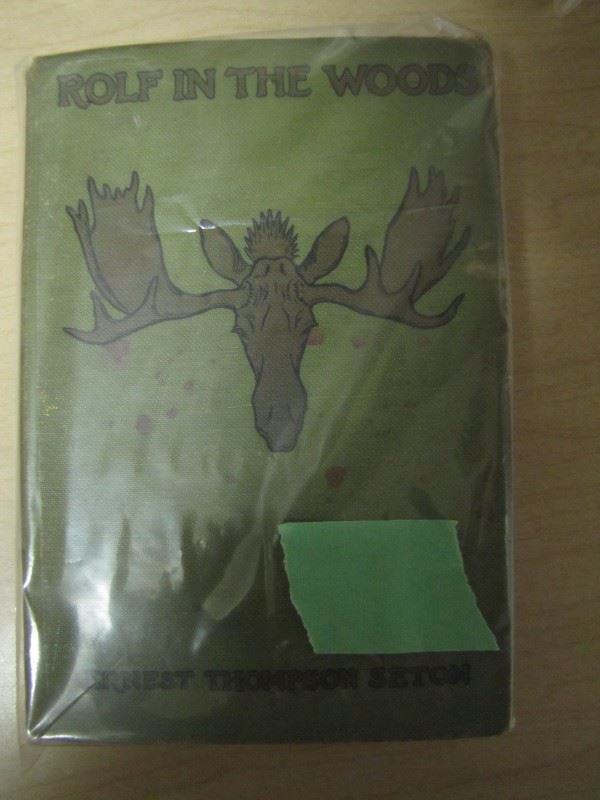 ROLF IN THE WOODS
ERNEST THOMPSON SETON